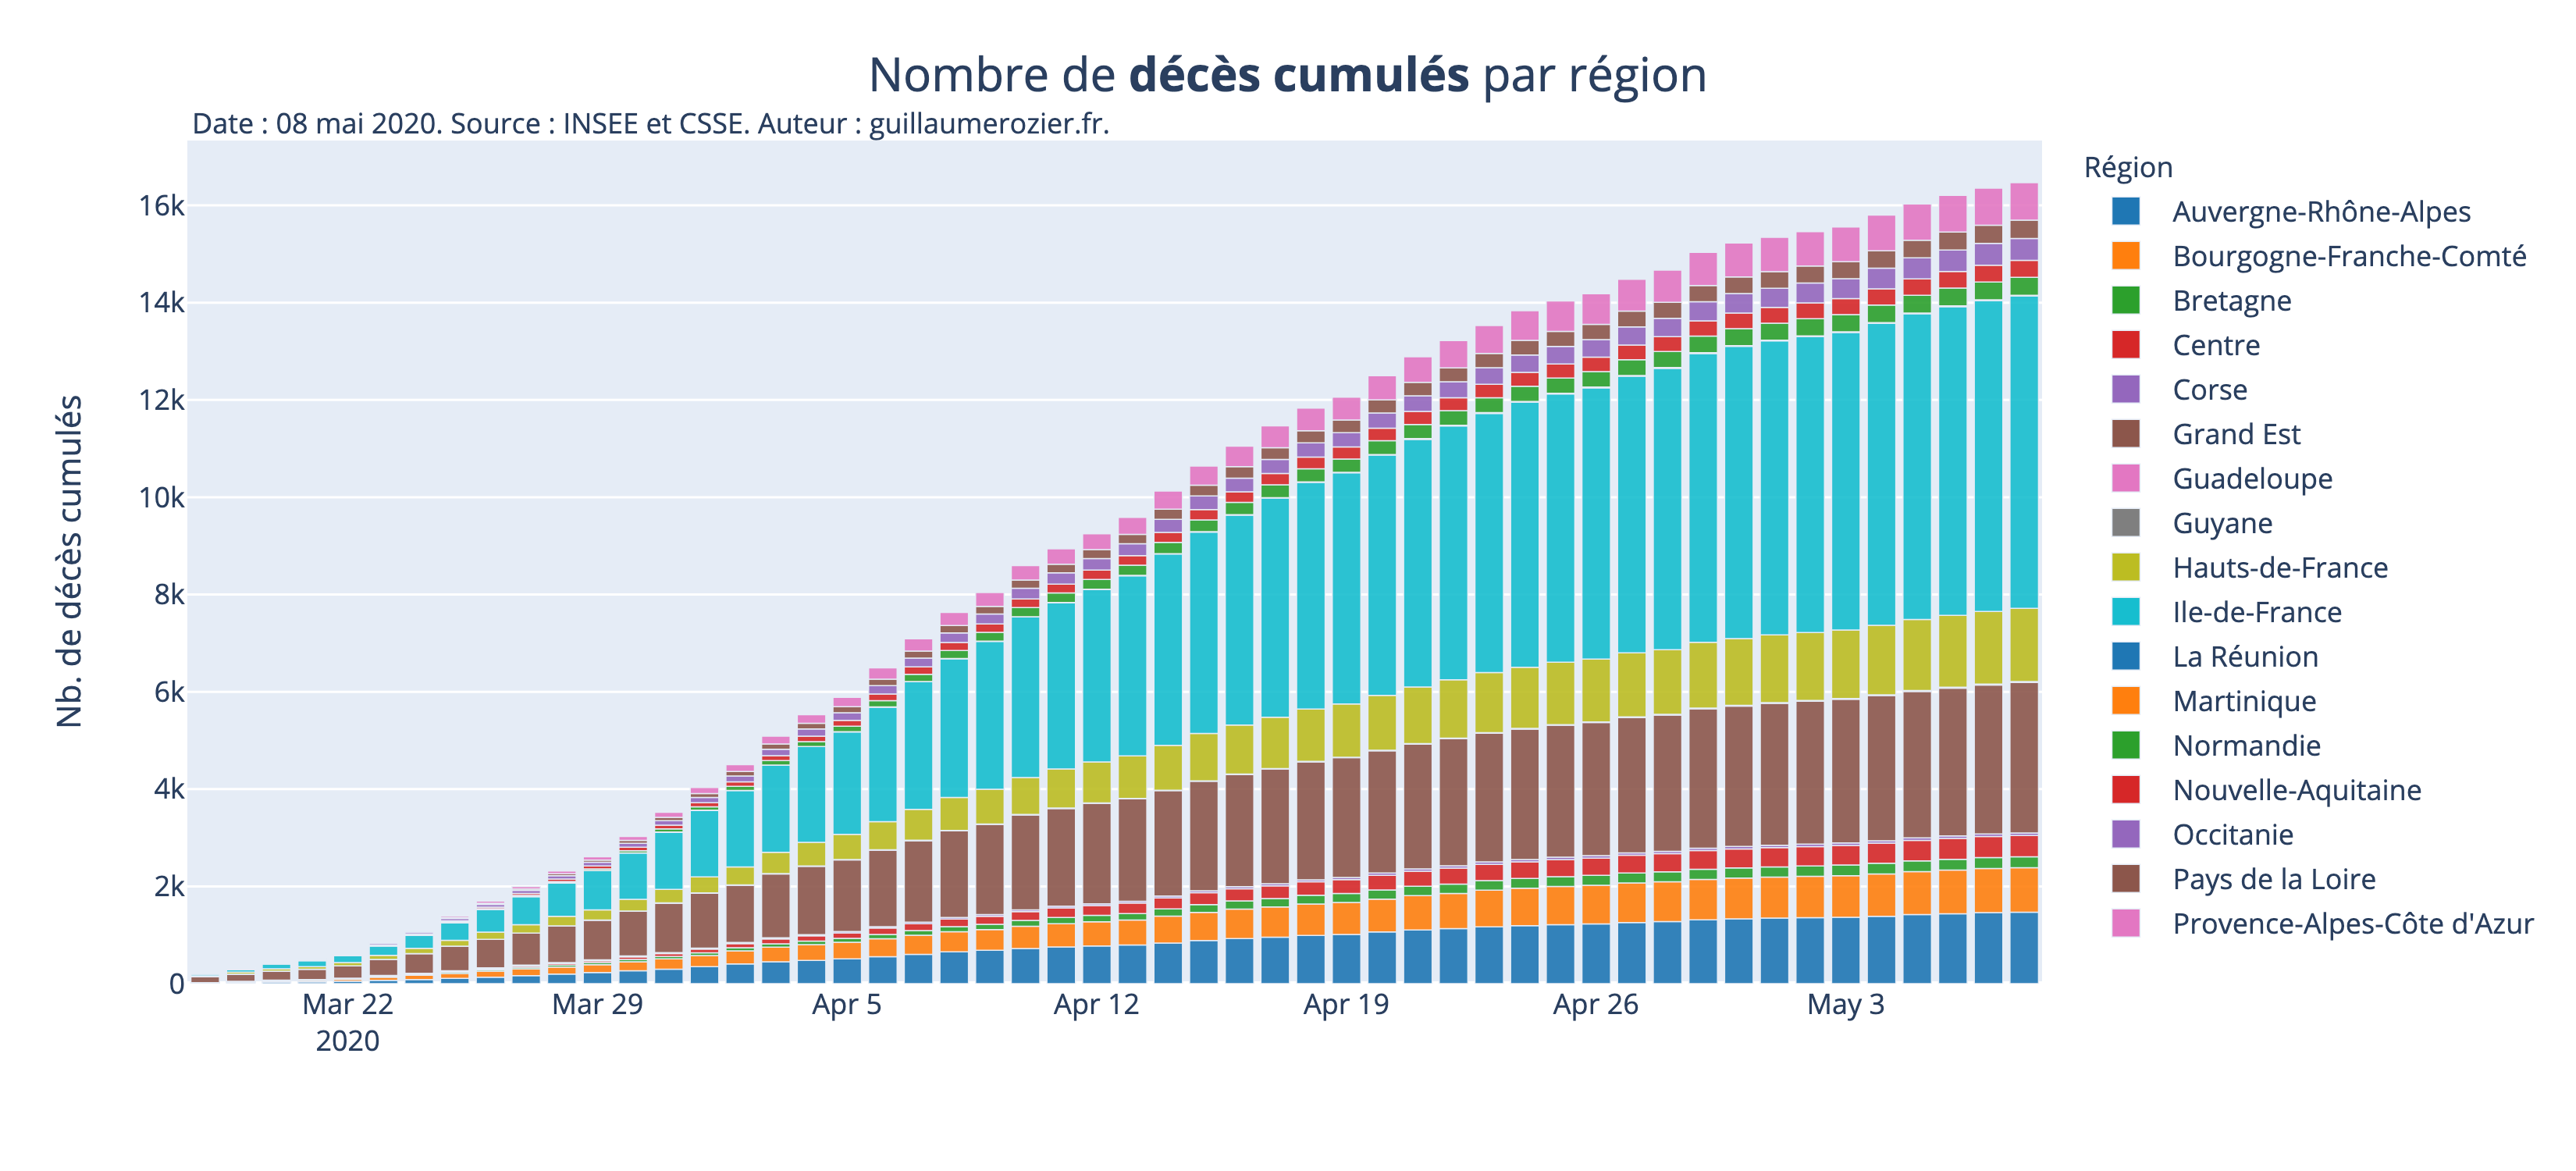 Nombre de décès cumulés par région
Date : 08 mai 2020. Source : INSEE et CSSE. Auteur : guillaumerozier.fr.
Nb. de décès cumulés
16k
14k
12k
10k
8k
6k
4k
2k
0
Mar 22
2020
Mar 29
Apr 5
Apr 12
Apr 19
Apr 26
May 3
Région
Auvergne-Rhône-Alpes
Bourgogne-Franche-Comté
Bretagne
Centre
Corse
Grand Est
Guadeloupe
Guyane
Hauts-de-France
Ile-de-France
La Réunion
Martinique
Normandie
Nouvelle-Aquitaine
Occitanie
Pays de la Loire
Provence-Alpes-Côte d'Azur